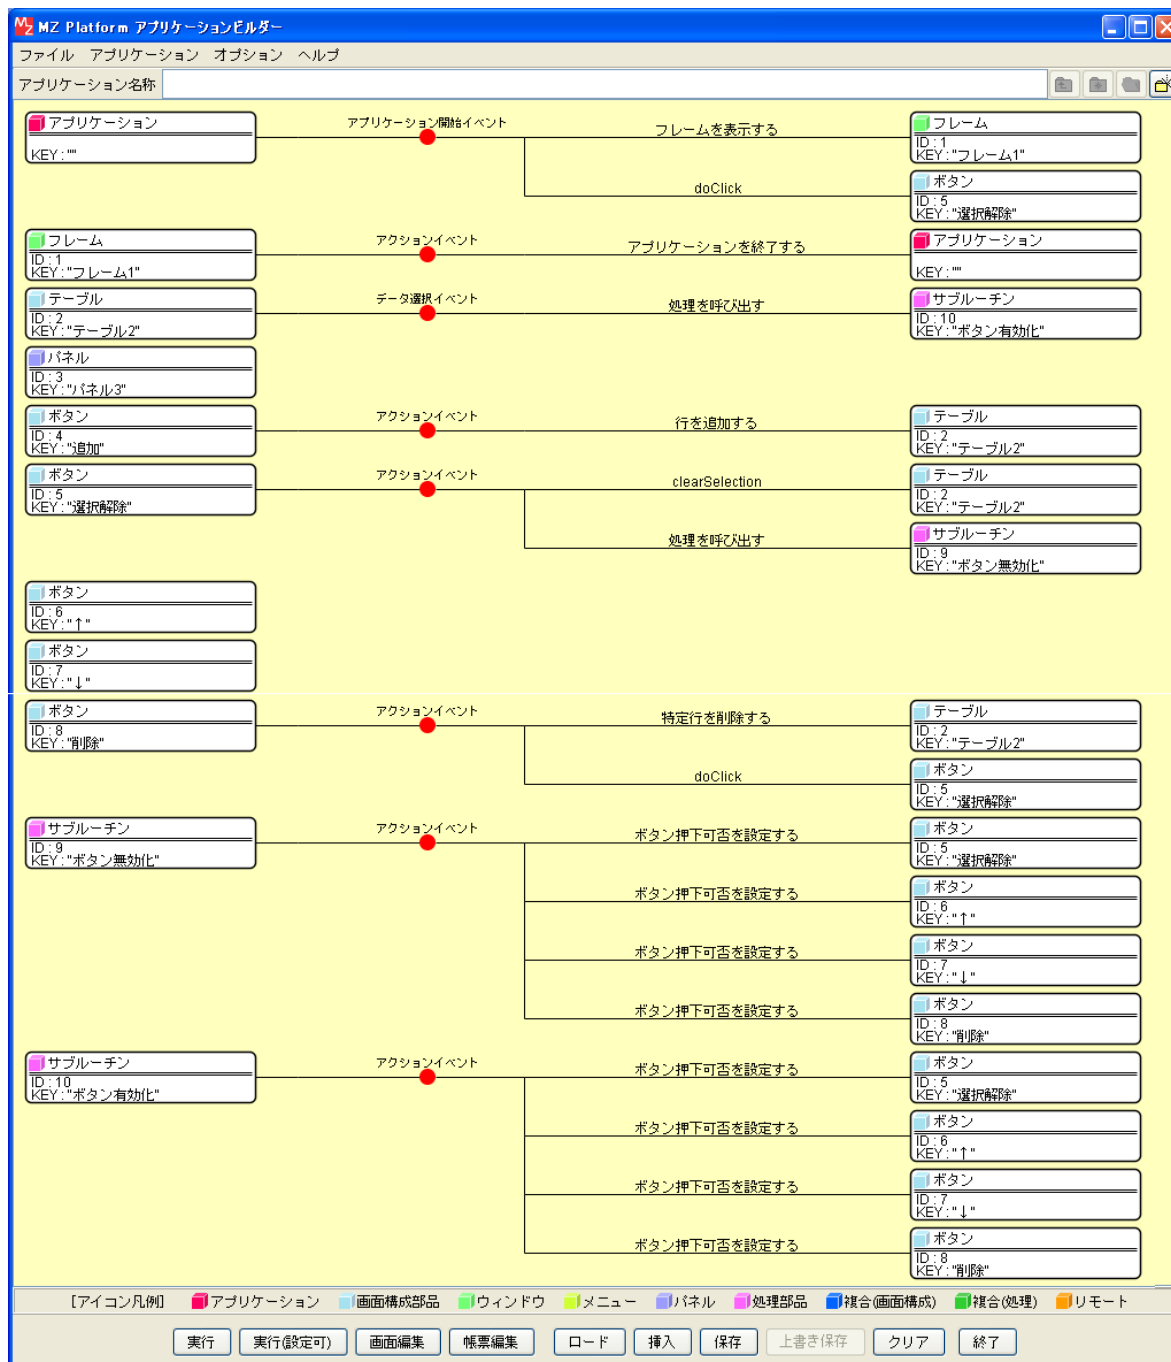 MZ Platform アプリケーションビルダー
ファイル アプリケーション オプション ヘルプ
アプリケーション名称
アプリケーション
KEY:""
アプリケーション開始イベント
フレームを表示する
フレーム
ID:1
KEY:"フレーム1"
doClick
ボタン
ID:5
KEY:"選択解除"
フレーム
ID:1
KEY:"フレーム1"
アクションイベント
アプリケーションを終了する
アプリケーション
KEY:""
テーブル
ID:2
KEY:"テーブル2"
データ選択イベント
処理を呼び出す
サブルーチン
ID:10
KEY:"ボタン有効化"
パネル
ID:3
KEY:"パネル3"
ボタン
ID:4
KEY:"追加"
アクションイベント
行を追加する
テーブル
ID:2
KEY:"テーブル2"
ボタン
ID:5
KEY:"選択解除"
アクションイベント
clearSelection
テーブル
ID:2
KEY:"テーブル2"
処理を呼び出す
サブルーチン
ID:9
KEY:"ボタン無効化"
ボタン
ID:6
KEY:"↑"
ボタン
ID:7
KEY:"↓"
ボタン
ID:8
KEY:"削除"
アクションイベント
特定行を削除する
テーブル
ID:2
KEY:"テーブル2"
doClick
ボタン
ID:5
KEY:"選択解除"
サブルーチン
ID:9
KEY:"ボタン無効化"
アクションイベント
ボタン押下可否を設定する
ボタン
ID:5
KEY:"選択解除"
ボタン押下可否を設定する
ボタン
ID:6
KEY:"↑"
ボタン押下可否を設定する
ボタン
ID:7
KEY:"↓"
ボタン押下可否を設定する
ボタン
ID:8
KEY:"削除"
サブルーチン
ID:10
KEY:"ボタン有効化"
アクションイベント
ボタン押下可否を設定する
ボタン
ID:5
KEY:"選択解除"
ボタン押下可否を設定する
ボタン
ID:6
KEY:"↑"
ボタン押下可否を設定する
ボタン
ID:7
KEY:"↓"
ボタン押下可否を設定する
ボタン
ID:8
KEY:"削除"
[アイコン凡例] アプリケーション 画面構成部品 ウィンドウ メニュー パネル 処理部品 複合(画面構成) 複合(処理) リモート
実行 実行(設定可) 画面編集 帳票編集 ロード 挿入 保存 上書き保存 クリア 終了